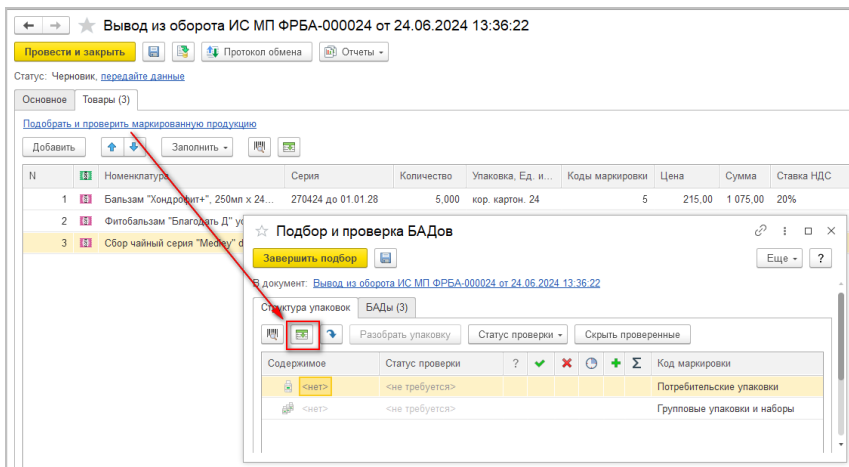 Вывод из оборота ИС МП ФРБА-000024 от 24.06.2024 13:36:22
Провести и закрыть Протокол обмена Отчеты
Статус: Черновик, передайте данные
Основное Товары (3)
Подобрать и проверить маркированную продукцию
Добавить Заполнить
N Номенклатура Серия Количество Упаковка, Ед. и... Коды маркировки Цена Сумма Ставка НДС
1 Бальзам "Хондрофит+", 250мл х 24... 270424 до 01.01.28 5,000 кор. картон. 24 5 215,00 1 075,00 20%
2 Фитобальзам "Благодать Д" ус
3 Сбор чайный серия "Medley" d
Подбор и проверка БАДов
Завершить подбор Еще ?
В документ: Вывод из оборота ИС МП ФРБА-000024 от 24.06.2024 13:36:22
Структура упаковок БАДы (3)
Разобрать упаковку Статус проверки Скрыть проверенные
Содержимое Статус проверки ? Σ Код маркировки
<нет> <не требуется> Потребительские упаковки
<нет> <не требуется> Групповые упаковки и наборы